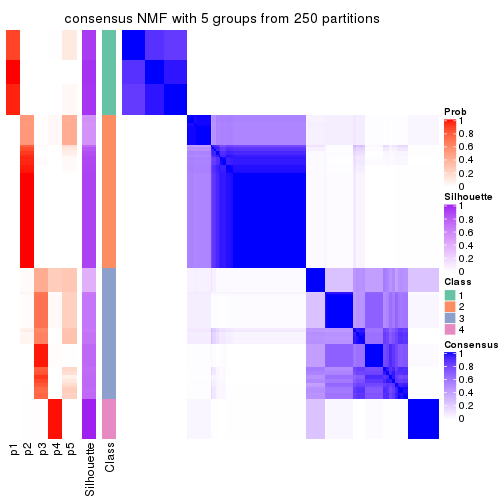 consensus NMF with 5 groups from 250 partitions
Prob
1
0.8
0.6
0.4
0.2
0
Silhouette
1
0.8
0.6
0.4
0.2
0
Class
1
2
3
4
Consensus
1
0.8
0.6
0.4
0.2
0
p1
p2
p3
p4
p5
Silhouette
Class